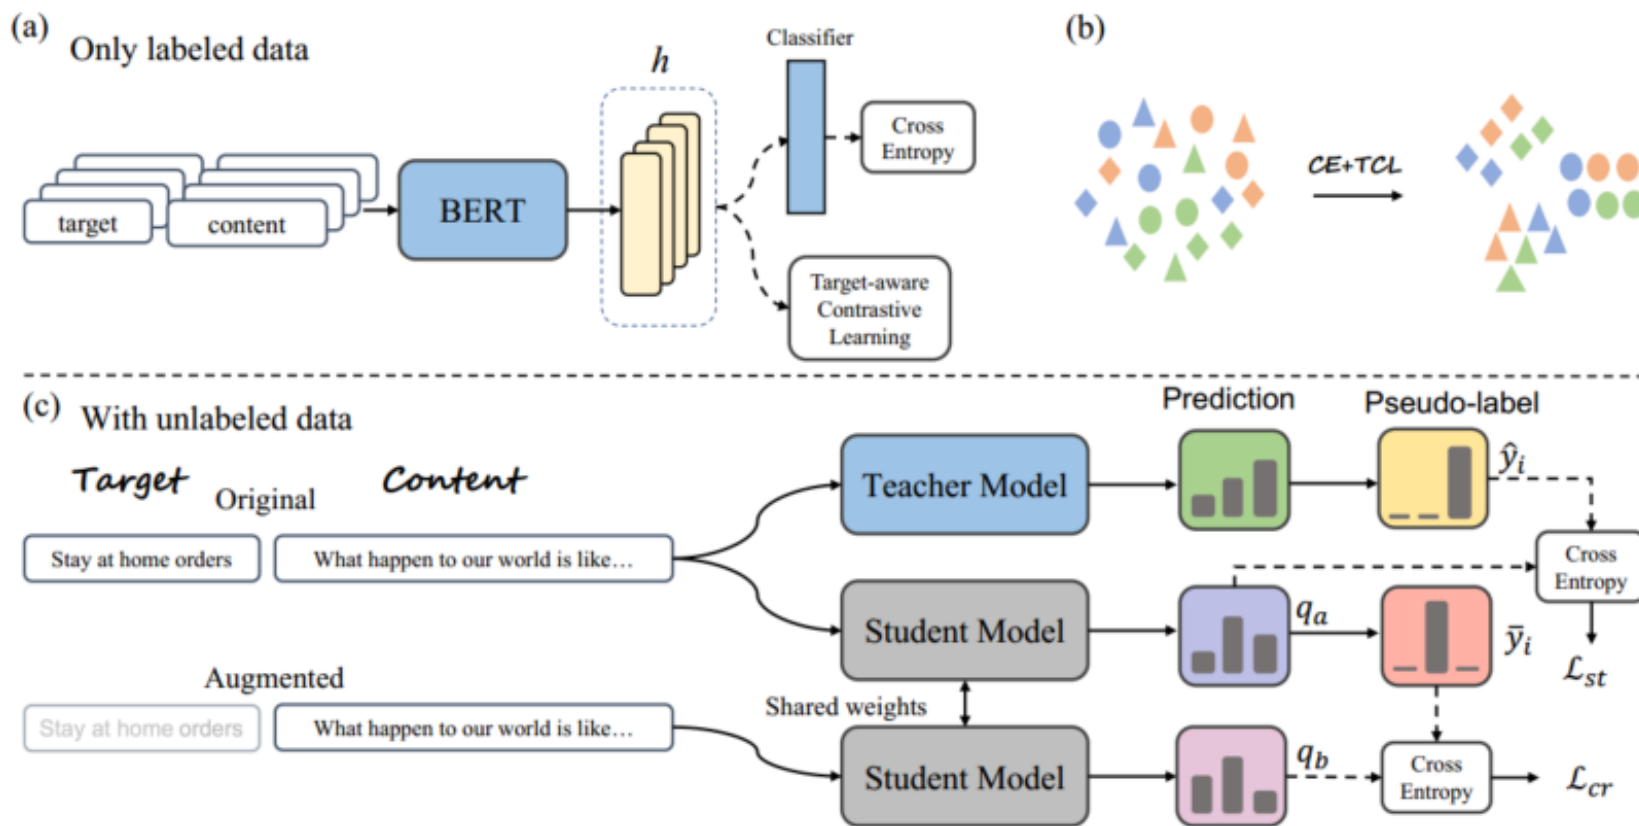 (a)
Only labeled data
target
content
BERT
h
Classifier
Cross
Entropy
Target-aware
Contrastive
Learning
(b)
CE+TCL
(c)
With unlabeled data
Target
Content
Original
Stay at home orders
What happen to our world is like…
Teacher Model
Prediction
Pseudo-label
ŷᵢ
Cross
Entropy
ℒst
Student Model
qa
ȳᵢ
Shared weights
Augmented
Stay at home orders
What happen to our world is like…
Student Model
qb
Cross
Entropy
ℒcr